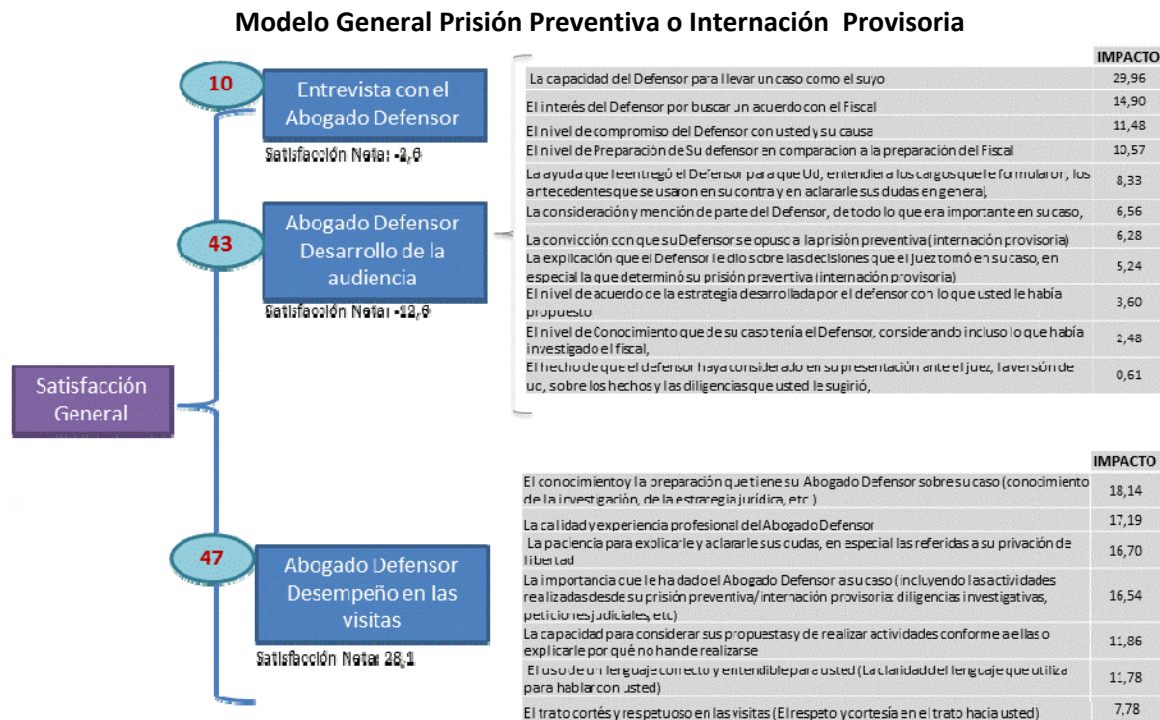 Modelo General Prisión Preventiva o Internación Provisoria
IMPACTO
10
Entrevista con el
Abogado Defensor
Satisfacción Neta: -2,6
43
Abogado Defensor
Desarrollo de la
audiencia
Satisfacción Neta: -12,6
La capacidad del Defensor para llevar un caso como el suyo
29,96
El interés del Defensor por buscar un acuerdo con el Fiscal
14,90
El nivel de compromiso del Defensor con usted y su causa
11,48
El nivel de Preparación de Su defensor en comparacion a la preparación del Fiscal
10,57
La ayuda que le entregó el Defensor para que Ud, entendiera los cargos que le formularon, los
antecedentes que se usaron en su contra y en aclararle sus dudas en general,
8,33
La consideración y mención de parte del Defensor, de todo lo que era importante en su caso,
6,56
La convicción con que su Defensor se opuso a la prisión preventiva (internación provisoria)
6,28
La explicación que el Defensor le dio sobre las decisiones que el juez tomó en su caso, en
especial la que determinó su prisión preventiva (internación provisoria)
5,24
El nivel de acuerdo de la estrategia desarrollada por el defensor con lo que usted le había
propuesto
3,60
El nivel de Conocimiento que de su caso tenía el Defensor, considerando incluso lo que había
investigado el fiscal,
2,48
El hecho de que el defensor haya considerado en su presentación ante el juez, la versión de
ud, sobre los hechos y las diligencias que usted le sugirió,
0,61
Satisfacción
General
47
Abogado Defensor
Desempeño en las
visitas
Satisfacción Neta: 28,1
IMPACTO
El conocimiento y la preparación que tiene su Abogado Defensor sobre su caso (conocimiento
de la investigación, de la estrategia jurídica, etc.)
18,14
La calidad y experiencia profesional del Abogado Defensor
17,19
La paciencia para explicarle y aclararle sus dudas, en especial las referidas a su privación de
libertad
16,70
La importancia que le ha dado el Abogado Defensor a su caso (incluyendo las actividades
realizadas desde su prisión preventiva/internación provisoria: diligencias investigativas,
peticiones judiciales, etc)
16,54
La capacidad para considerar sus propuestas y de realizar actividades conforme a ellas o
explicarle por qué no han de realizarse
11,86
El uso de un lenguaje correcto y entendible para usted (La claridad del lenguaje que utiliza
para hablar con usted)
11,78
El trato cortés y respetuoso en las visitas (El respeto y cortesía en el trato hacia usted)
7,78